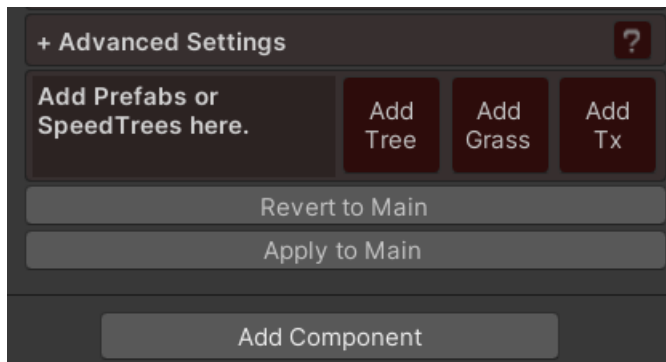 + Advanced Settings
?
Add Prefabs or
SpeedTrees here.
Add
Tree
Add
Grass
Add
Tx
Revert to Main
Apply to Main
Add Component